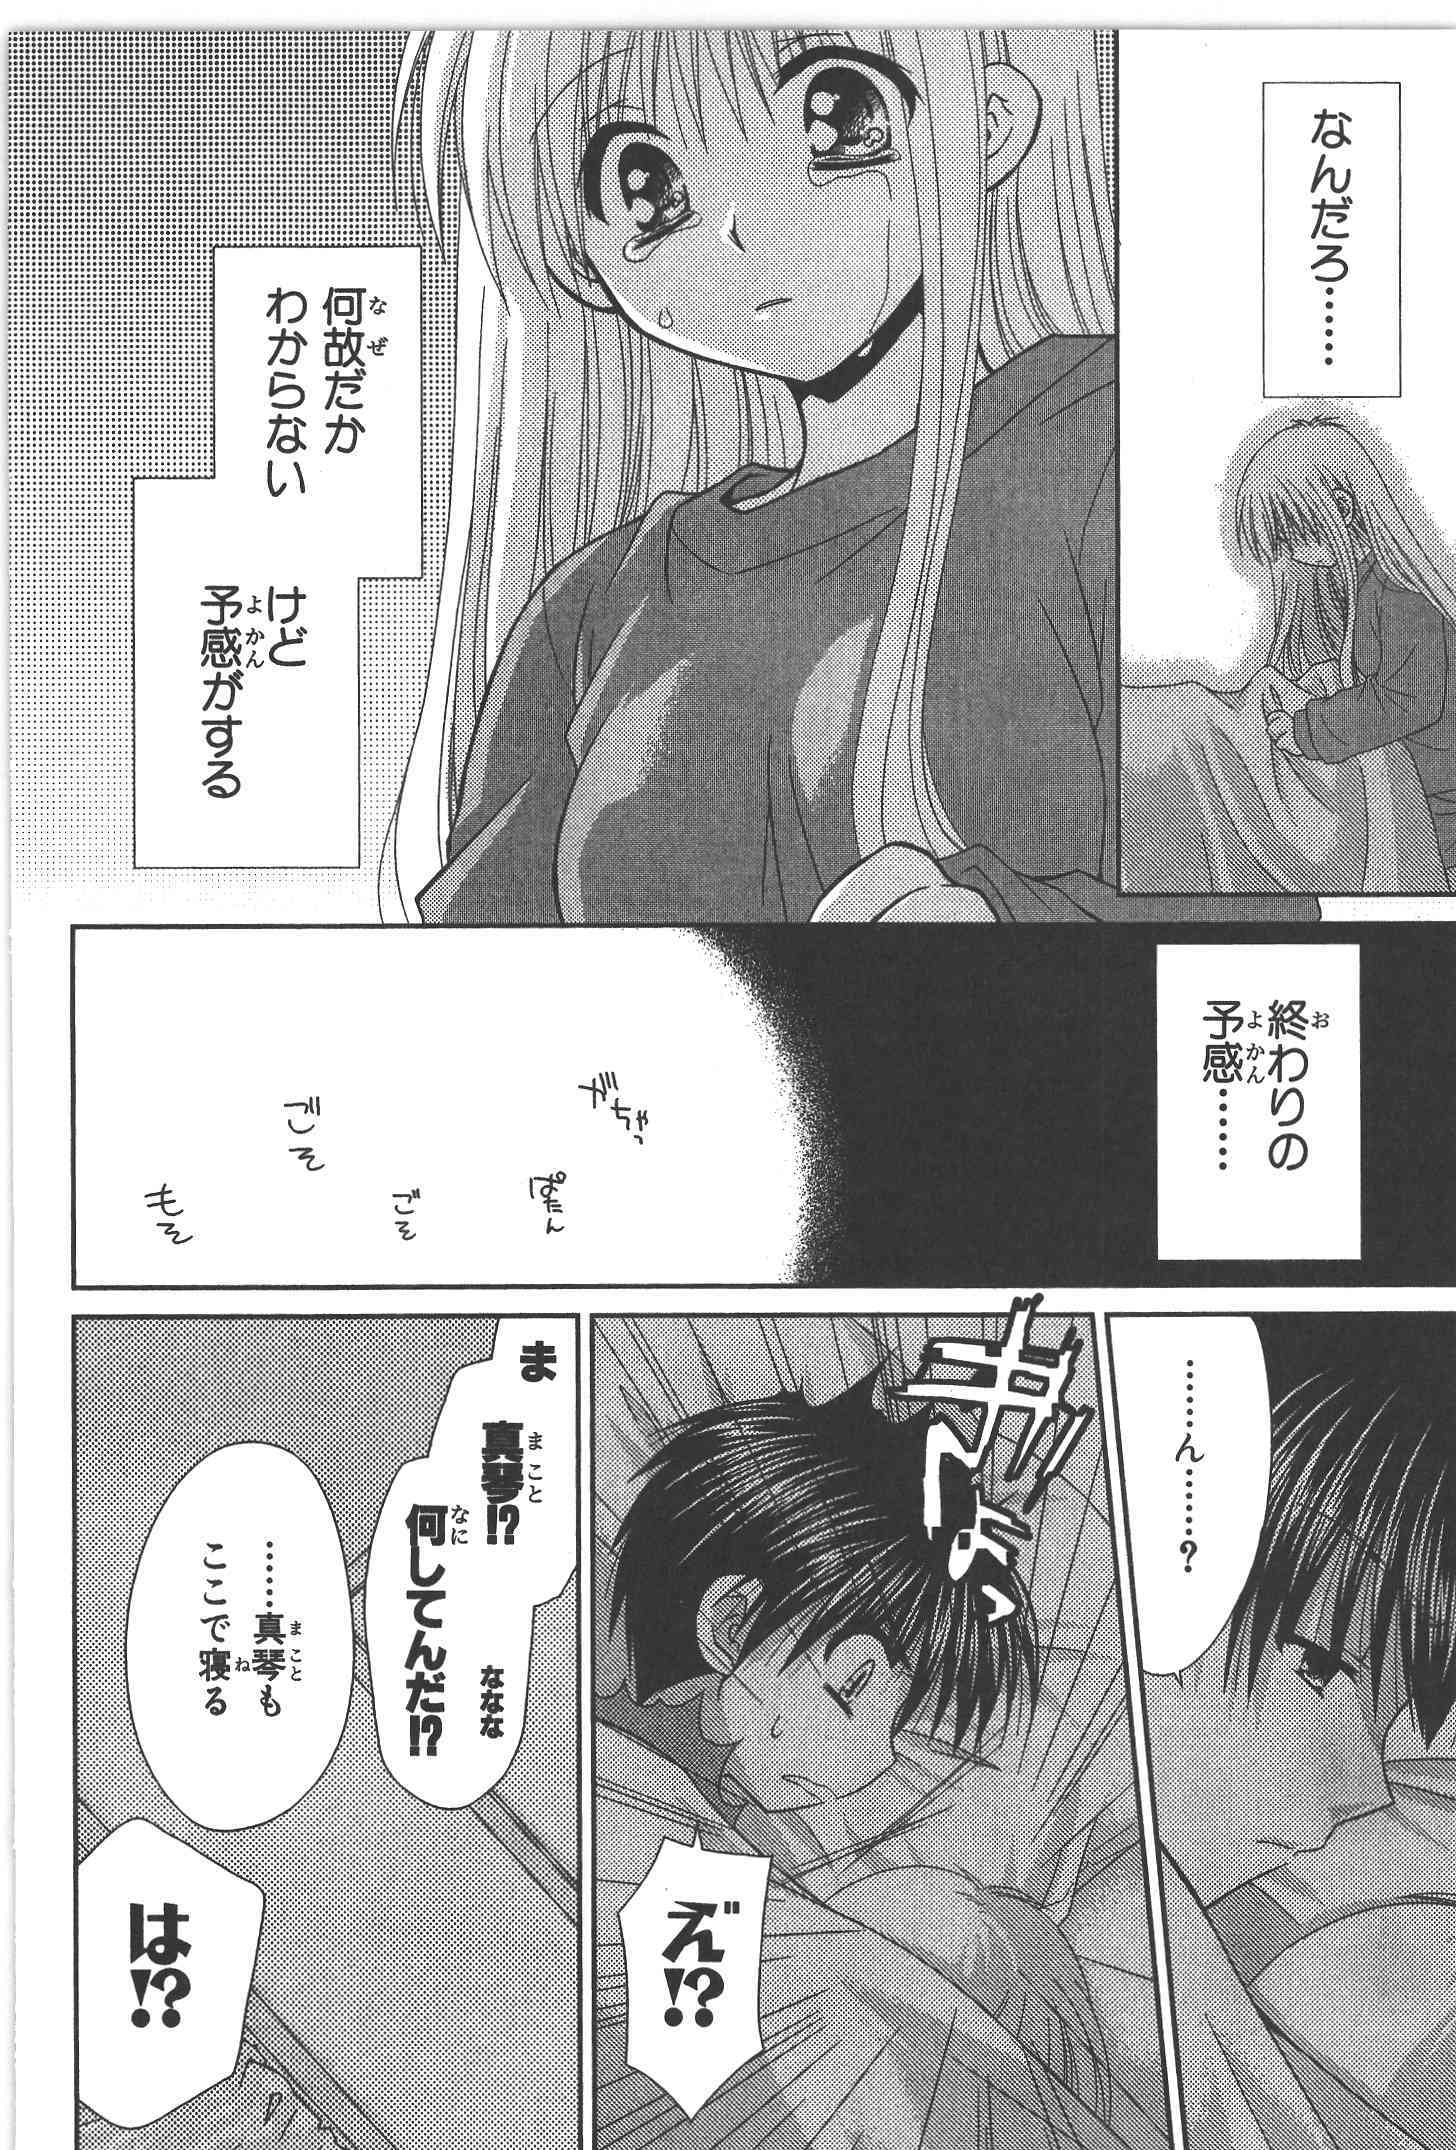 なんだろ……
何故だか
わからない
けど
予感がする
終わりの
予感……
がちゃっ
ぱたん
ごそ
ごそ
もそ
……ん……？
ギ
え゛!?
ま
真琴!?
ななな
何してんだ!?
……真琴も
ここで寝る
は!?